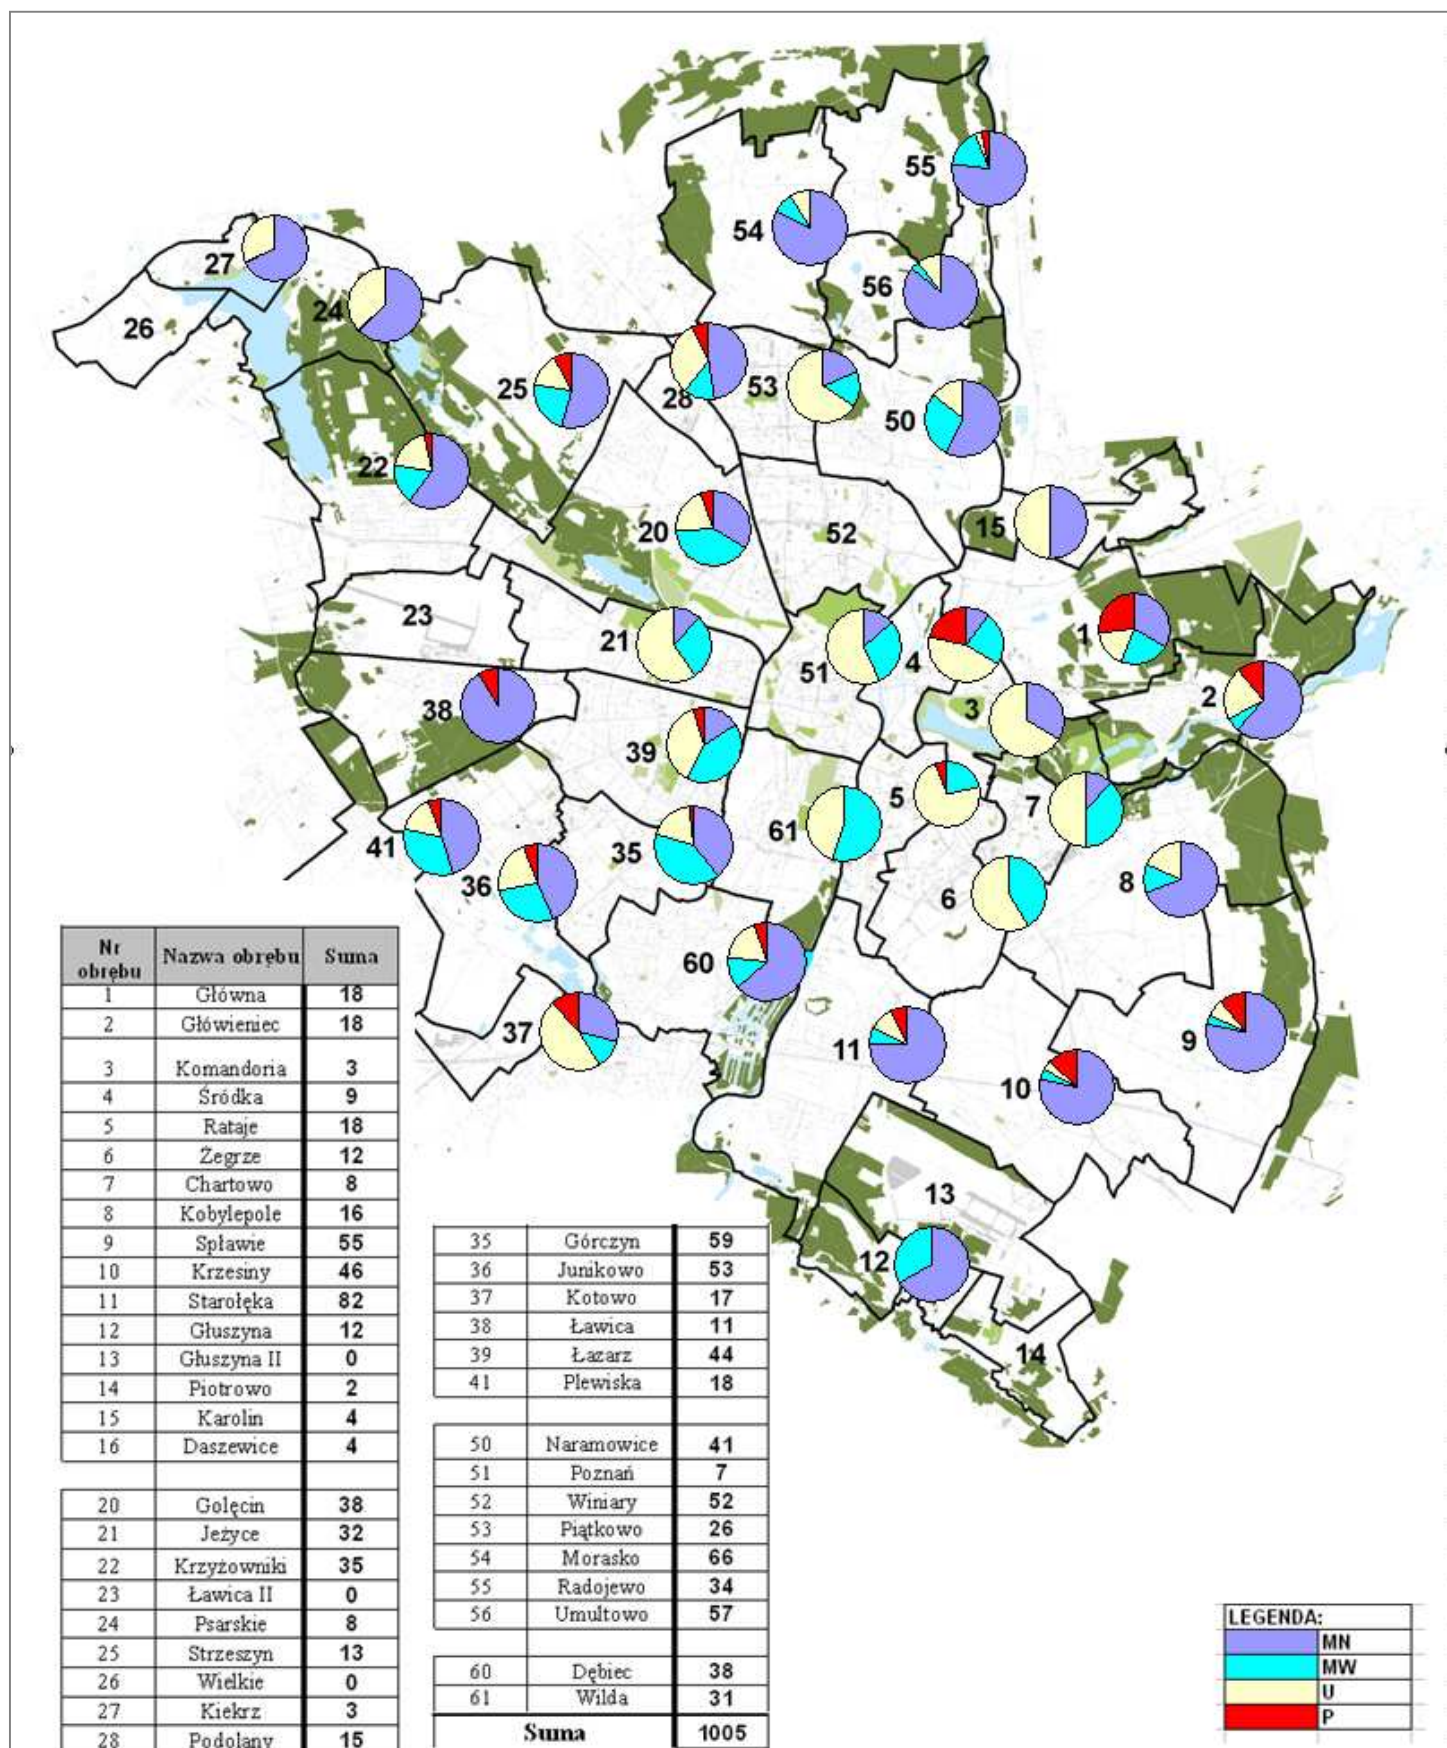 55
54
27
56
24
26
25
28
53
50
22
20
52
15
23
21
51
4
1
2
38
3
39
5
7
41
36
35
61
8
6
60
37
11
9
10
13
12
14
Nr obrębu Nazwa obrębu Suma
1 Główna 18
2 Główieniec 18
3 Komandoria 3
4 Śródka 9
5 Rataje 18
6 Żegrze 12
7 Chartowo 8
8 Kobylepole 16
9 Spławie 55
10 Krzesiny 46
11 Starołęka 82
12 Głuszyna 12
13 Głuszyna II 0
14 Piotrowo 2
15 Karolin 4
16 Daszewice 4
20 Golęcin 38
21 Jeżyce 32
22 Krzyżowniki 35
23 Ławica II 0
24 Psarskie 8
25 Strzeszyn 13
26 Wielkie 0
27 Kiekrz 3
28 Podolany 15
35 Górczyn 59
36 Junikowo 53
37 Kotowo 17
38 Ławica 11
39 Łazarz 44
41 Plewiska 18
50 Naramowice 41
51 Poznań 7
52 Winiary 52
53 Piątkowo 26
54 Morasko 66
55 Radojewo 34
56 Umultowo 57
60 Dębiec 38
61 Wilda 31
Suma 1005
LEGENDA:
MN
MW
U
P